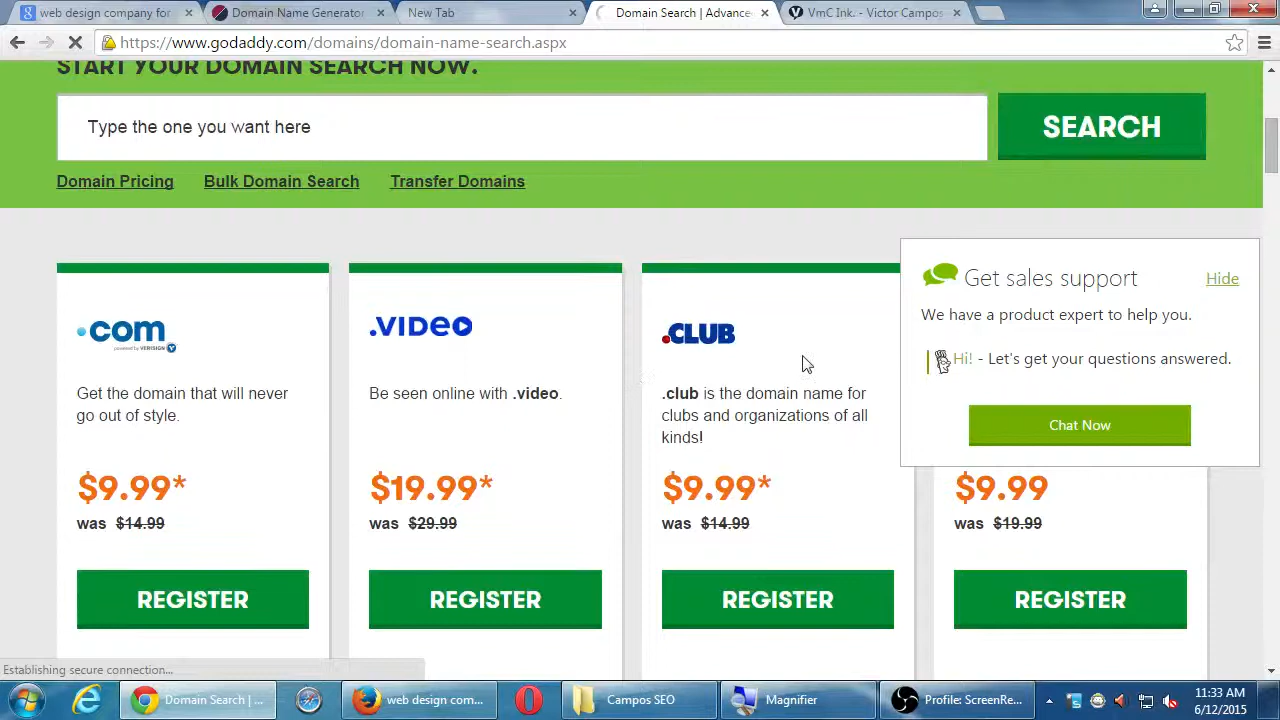 web design company for
Domain Name Generator
New Tab
Domain Search | Advance
VmC Ink. - Victor Campos
https://www.godaddy.com/domains/domain-name-search.aspx
START YOUR DOMAIN SEARCH NOW.
Type the one you want here
SEARCH
Domain Pricing
Bulk Domain Search
Transfer Domains
Get sales support
Hide
We have a product expert to help you.
Hi! - Let's get your questions answered.
Chat Now
.com
powered by VERISIGN
Get the domain that will never
go out of style.
$9.99*
was $14.99
REGISTER
.VIDEO
Be seen online with .video.
$19.99*
was $29.99
REGISTER
.CLUB
.club is the domain name for
clubs and organizations of all
kinds!
$9.99*
was $14.99
REGISTER
$9.99
was $19.99
REGISTER
Establishing secure connection...
Domain Search | ...
web design com...
Campos SEO
Magnifier
Profile: ScreenRe...
11:33 AM
6/12/2015